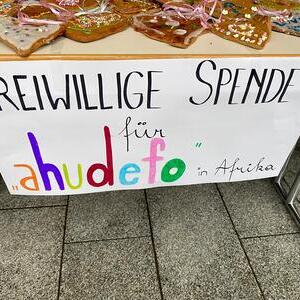 REIWILLIGE SPENDE
für
„ahudefo“
in Afrika